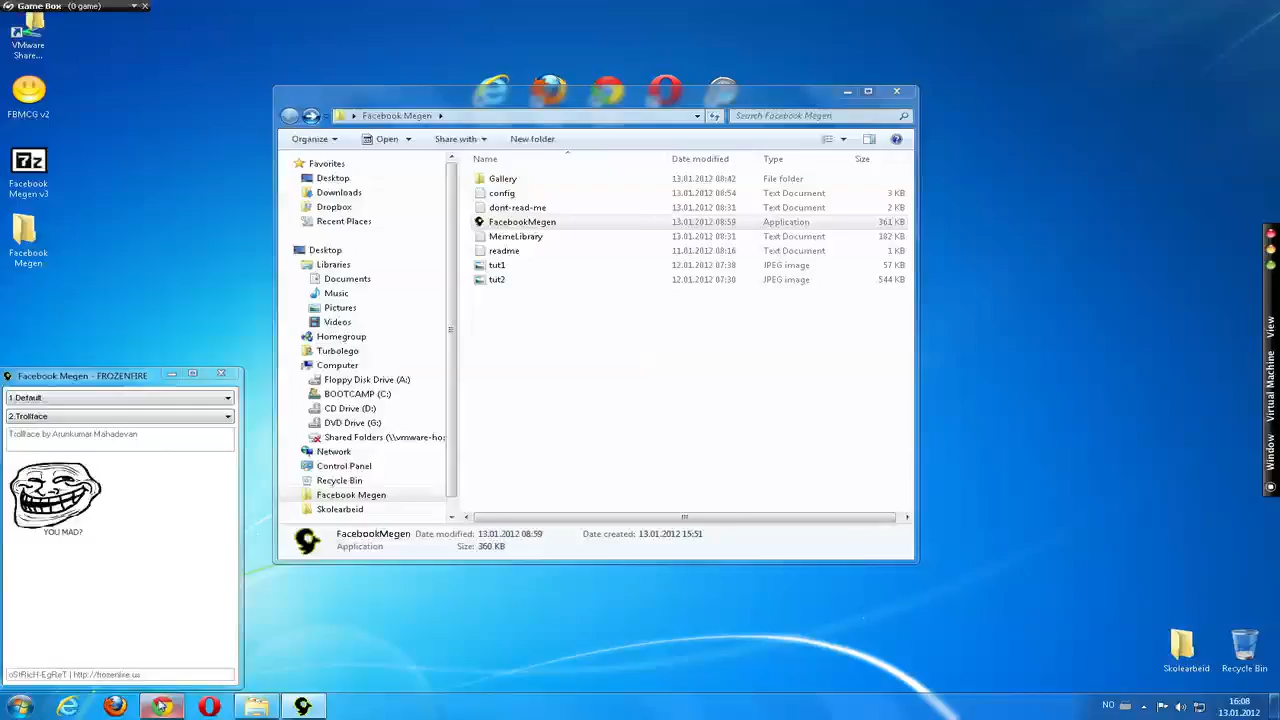 Game Box (0 game)
VMware Share...
FBMCG v2
Facebook Megen v3
Facebook Megen
Facebook Megen
Search Facebook Megen
Organize Open Share with New folder
Favorites
Desktop
Downloads
Dropbox
Recent Places
Desktop
Libraries
Documents
Music
Pictures
Videos
Homegroup
Turbolego
Computer
Floppy Disk Drive (A:)
BOOTCAMP (C:)
CD Drive (D:)
DVD Drive (G:)
Shared Folders (\\vmware-ho
Network
Control Panel
Recycle Bin
Facebook Megen
Skolearbeid
Name Date modified Type Size
Gallery 13.01.2012 08:42 File folder
config 13.01.2012 08:54 Text Document 3 KB
dont-read-me 13.01.2012 08:31 Text Document 2 KB
FacebookMegen 13.01.2012 08:59 Application 361 KB
MemeLibrary 13.01.2012 08:31 Text Document 182 KB
readme 11.01.2012 08:16 Text Document 1 KB
tut1 12.01.2012 07:38 JPEG image 57 KB
tut2 12.01.2012 07:30 JPEG image 544 KB
FacebookMegen Date modified: 13.01.2012 08:59 Date created: 13.01.2012 15:51
Application Size: 360 KB
Facebook Megen - FROZENFIRE
1.Default
2.Trollface
Trollface by Arunkumar Mahadevan
YOU MAD?
http://frozenfire.us
View
Virtual Machine
Window
Skolearbeid
Recycle Bin
NO
16:08
13.01.2012